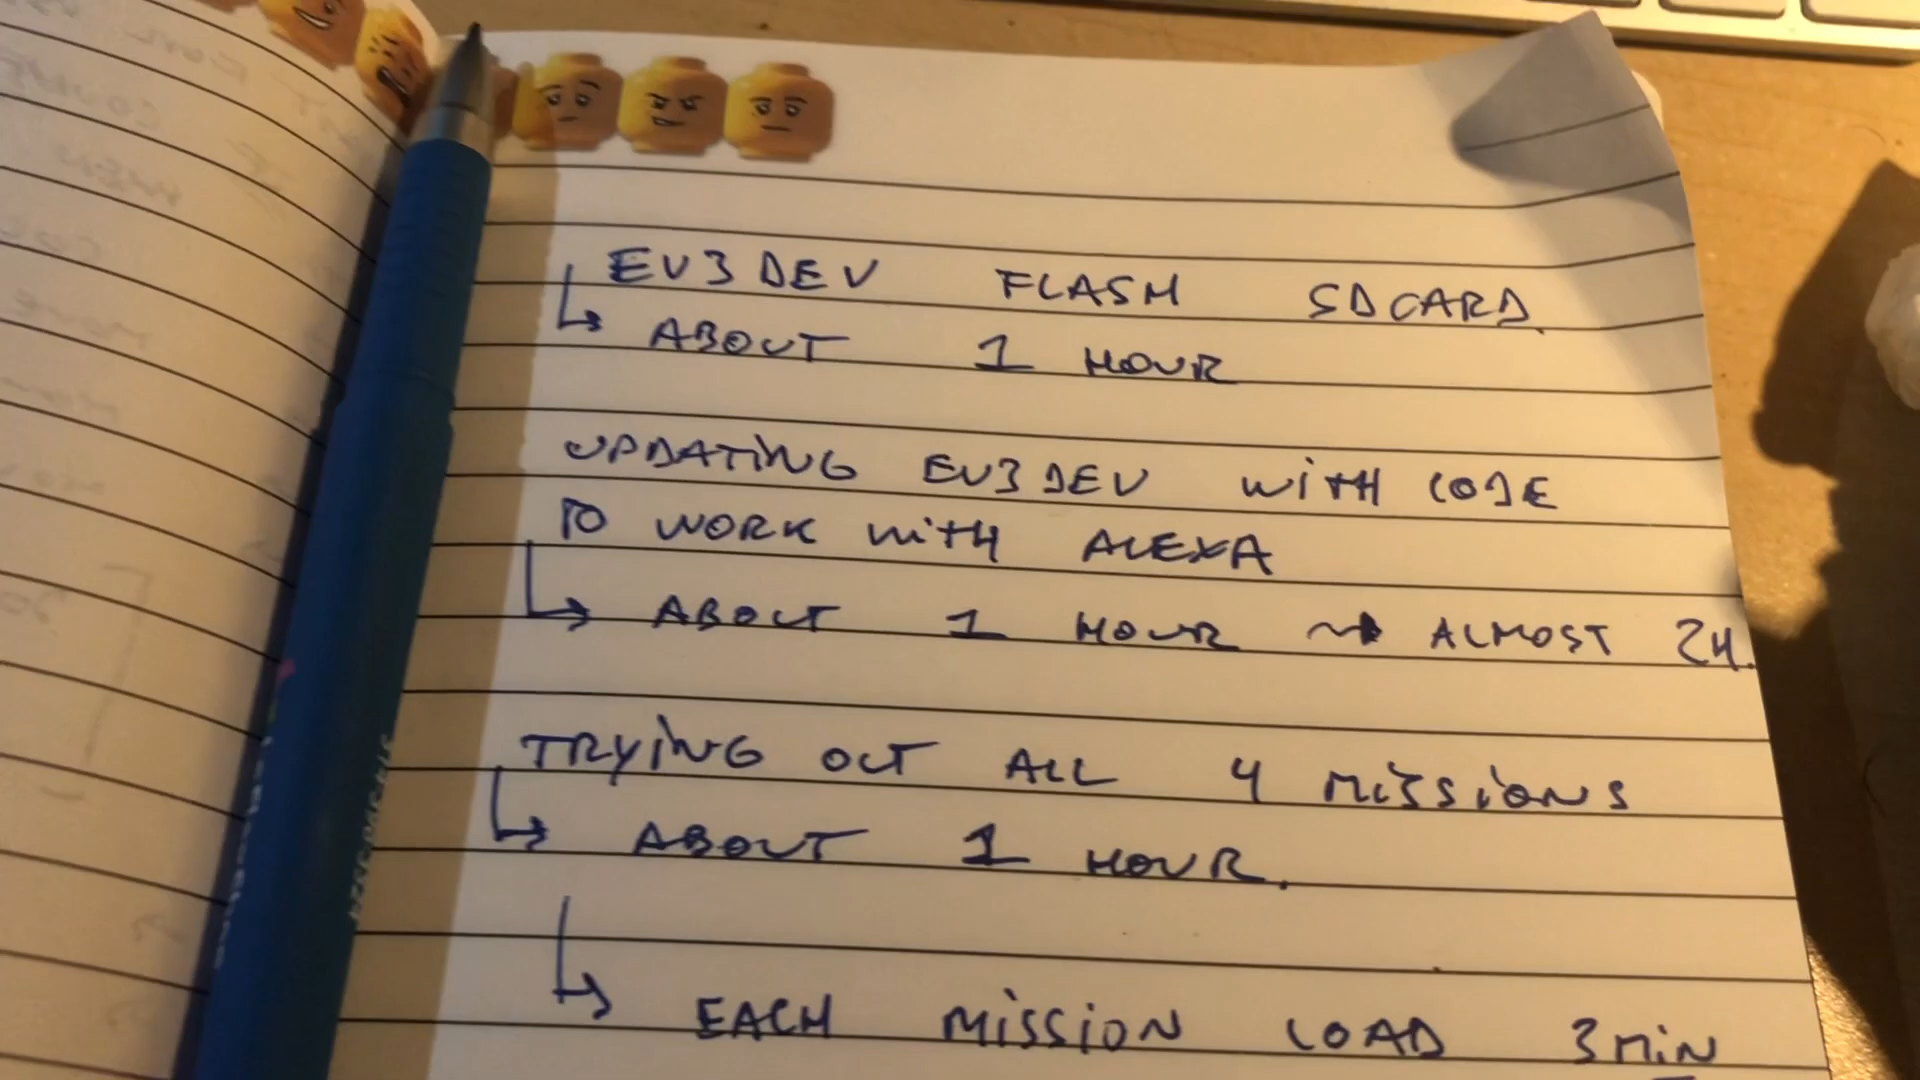 EV3DEV FLASH SDCARD.
↳ ABOUT 1 HOUR
UPDATING EV3DEV WITH CODE
TO WORK WITH ALEXA
↳ ABOUT 1 HOUR → ALMOST 2H.
TRYING OUT ALL 4 MISSIONS
↳ ABOUT 1 HOUR.
↳ EACH MISSION LOAD 3MIN